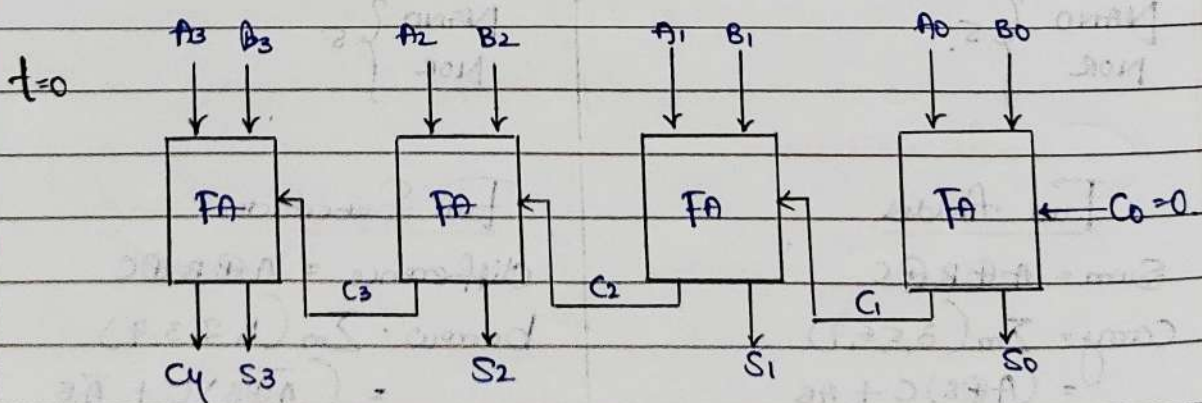 A3 B3 A2 B2 A1 B1 A0 B0
t=0
FA FA FA FA C0=0
C3 C2 C1
C4 S3 S2 S1 S0